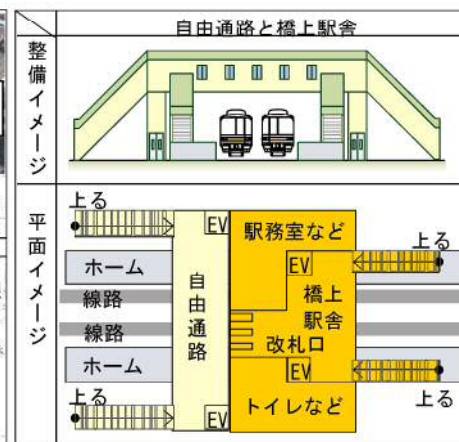 自由通路と橋上駅舎
整備イメージ
平面イメージ
上る
EV
駅務室など
上る
ホーム
EV
線路
自由通路
橋上
駅舎
線路
改札口
ホーム
EV
上る
上る
EV
トイレなど